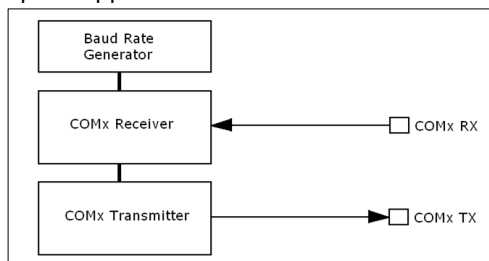 Baud Rate
Generator
COMx Receiver
COMx RX
COMx Transmitter
COMx TX